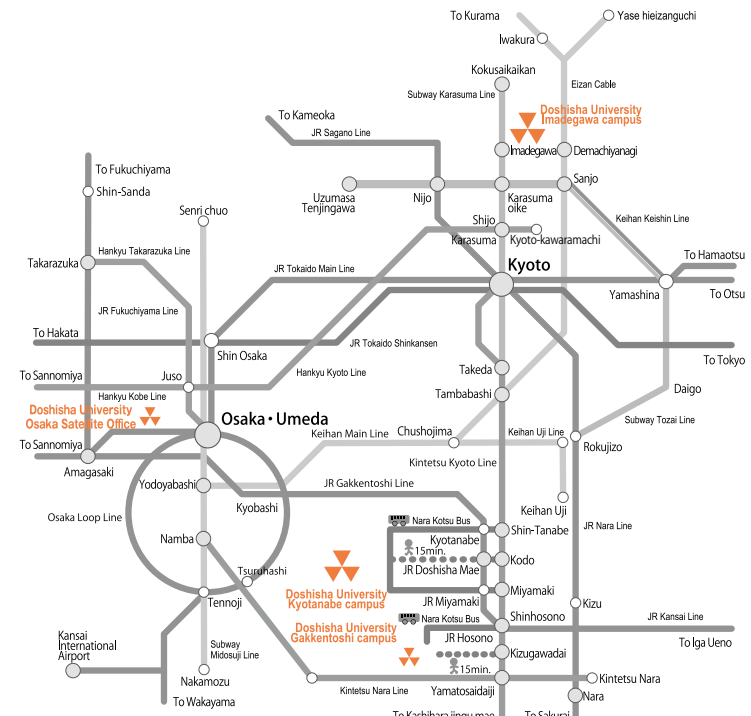 To Kurama
Yase hieizanguchi
Iwakura
Kokusaikaikan
Eizan Cable
Subway Karasuma Line
Doshisha University
Imadegawa campus
To Kameoka
JR Sagano Line
Imadegawa
Demachiyanagi
To Fukuchiyama
Shin-Sanda
Uzumasa
Tenjingawa
Nijo
Karasuma
oike
Sanjo
Senri chuo
Shijo
Karasuma
Kyoto-kawaramachi
Keihan Keishin Line
Hankyu Takarazuka Line
Takarazuka
JR Tokaido Main Line
Kyoto
To Hamaotsu
Yamashina
To Otsu
JR Fukuchiyama Line
To Hakata
Shin Osaka
JR Tokaido Shinkansen
To Tokyo
To Sannomiya
Juso
Hankyu Kyoto Line
Takeda
Hankyu Kobe Line
Tambabashi
Daigo
Doshisha University
Osaka Satellite Office
Osaka・Umeda
Subway Tozai Line
Keihan Main Line
Chushojima
Keihan Uji Line
To Sannomiya
Rokujizo
Amagasaki
Kintetsu Kyoto Line
Yodoyabashi
JR Gakkentoshi Line
Kyobashi
Keihan Uji
Osaka Loop Line
Nara Kotsu Bus
Shin-Tanabe
JR Nara Line
Namba
Kyotanabe
15min.
Kodo
JR Doshisha Mae
Tsuruhashi
Doshisha University
Kyotanabe campus
Miyamaki
JR Miyamaki
Tennoji
Kizu
Nara Kotsu Bus
Shinhosono
JR Kansai Line
Doshisha University
Gakkentoshi campus
JR Hosono
To Iga Ueno
Kansai
International
Airport
Subway
Midosuji Line
Kizugawadai
15min.
Nakamozu
Kintetsu Nara Line
Yamatosaidaiji
Kintetsu Nara
To Wakayama
Nara
To Kashihara jingu mae
To Sakurai